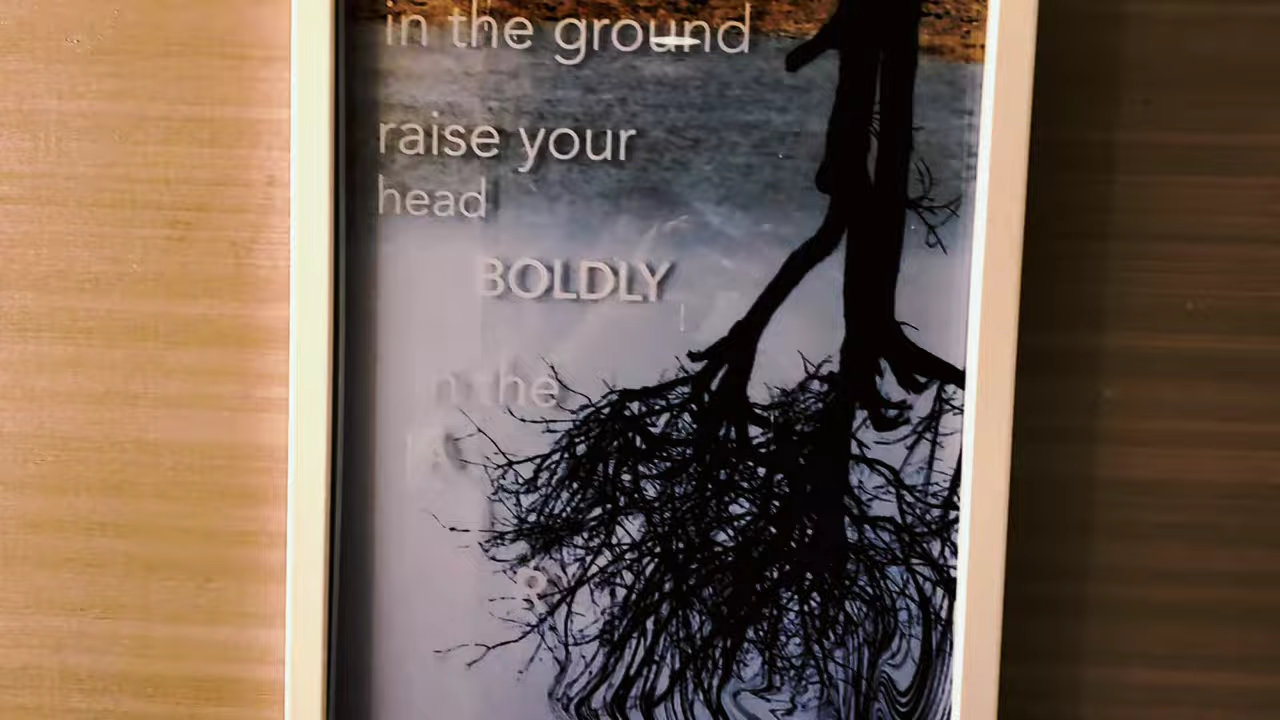 in the ground
raise your
head
BOLDLY
the
&